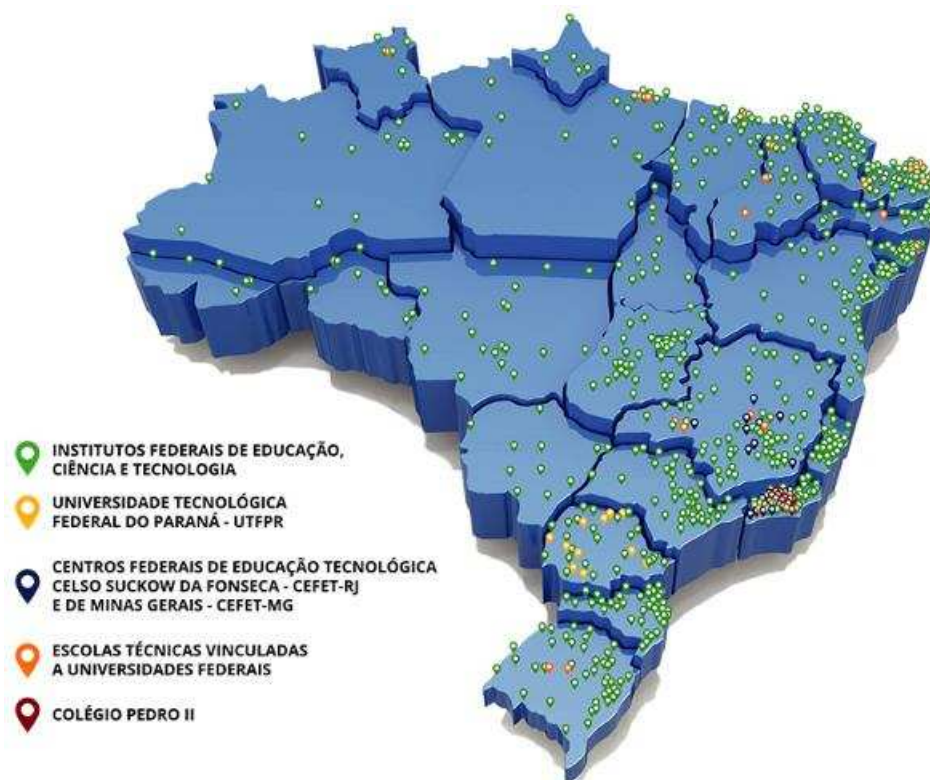 INSTITUTOS FEDERAIS DE EDUCAÇÃO,
CIÊNCIA E TECNOLOGIA
UNIVERSIDADE TECNOLÓGICA
FEDERAL DO PARANÁ - UTFPR
CENTROS FEDERAIS DE EDUCAÇÃO TECNOLÓGICA
CELSO SUCKOW DA FONSECA - CEFET-RJ
E DE MINAS GERAIS - CEFET-MG
ESCOLAS TÉCNICAS VINCULADAS
A UNIVERSIDADES FEDERAIS
COLÉGIO PEDRO II